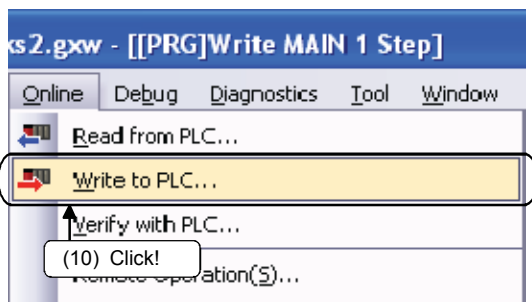 ks2.gxw - [[PRG]Write MAIN 1 Step]
Online Debug Diagnostics Tool Window
Read from PLC...
Write to PLC...
Verify with PLC...
(10) Click!
Remote Operation(S)...